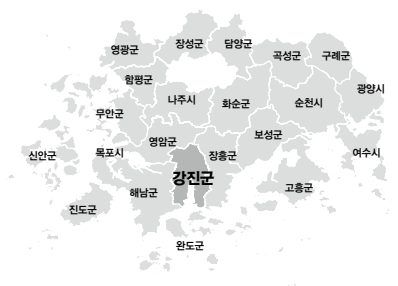 장성군
담양군
영광군
곡성군
구례군
함평군
광양시
나주시
화순군
순천시
무안군
보성군
영암군
목포시
장흥군
여수시
신안군
강진군
고흥군
해남군
진도군
완도군